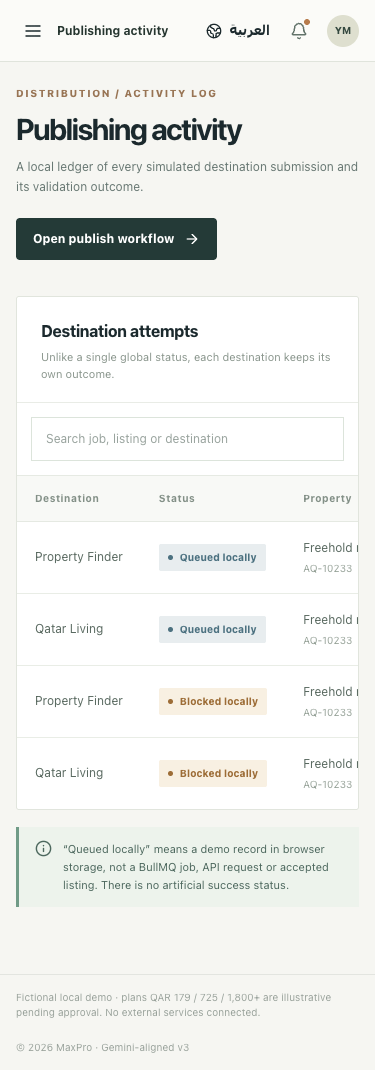 Publishing activity
العربية
YM
DISTRIBUTION / ACTIVITY LOG
Publishing activity
A local ledger of every simulated destination submission and
its validation outcome.
Open publish workflow
Destination attempts
Unlike a single global status, each destination keeps its
own outcome.
Search job, listing or destination
Destination Status Property
Property Finder Queued locally Freehold
AQ-10233
Qatar Living Queued locally Freehold
AQ-10233
Property Finder Blocked locally Freehold
AQ-10233
Qatar Living Blocked locally Freehold
AQ-10233
“Queued locally” means a demo record in browser
storage, not a BullMQ job, API request or accepted
listing. There is no artificial success status.
Fictional local demo · plans QAR 179 / 725 / 1,800+ are illustrative
pending approval. No external services connected.
© 2026 MaxPro · Gemini-aligned v3